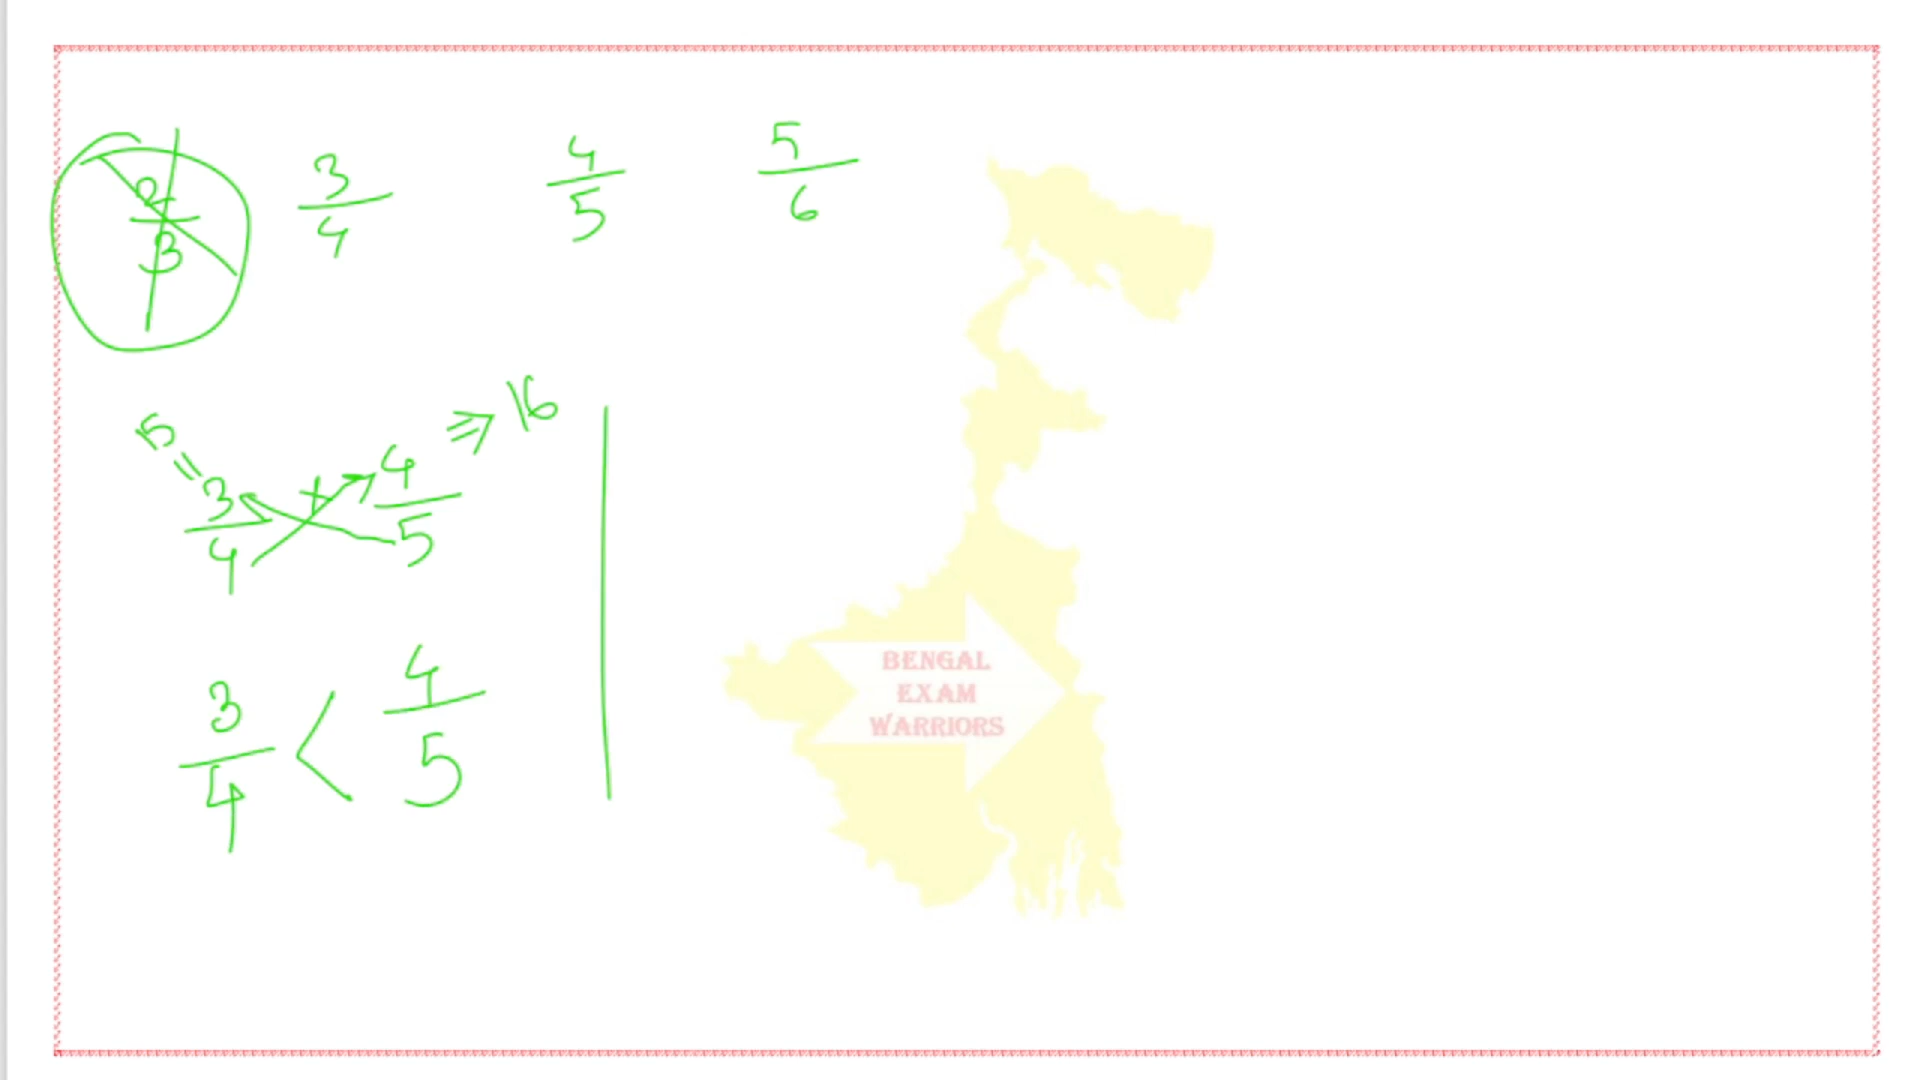 2/3 3/4 4/5 5/6
15 = 3/4 × 4/5 ⇒ 16
3/4 < 4/5
BENGAL
EXAM
WARRIORS